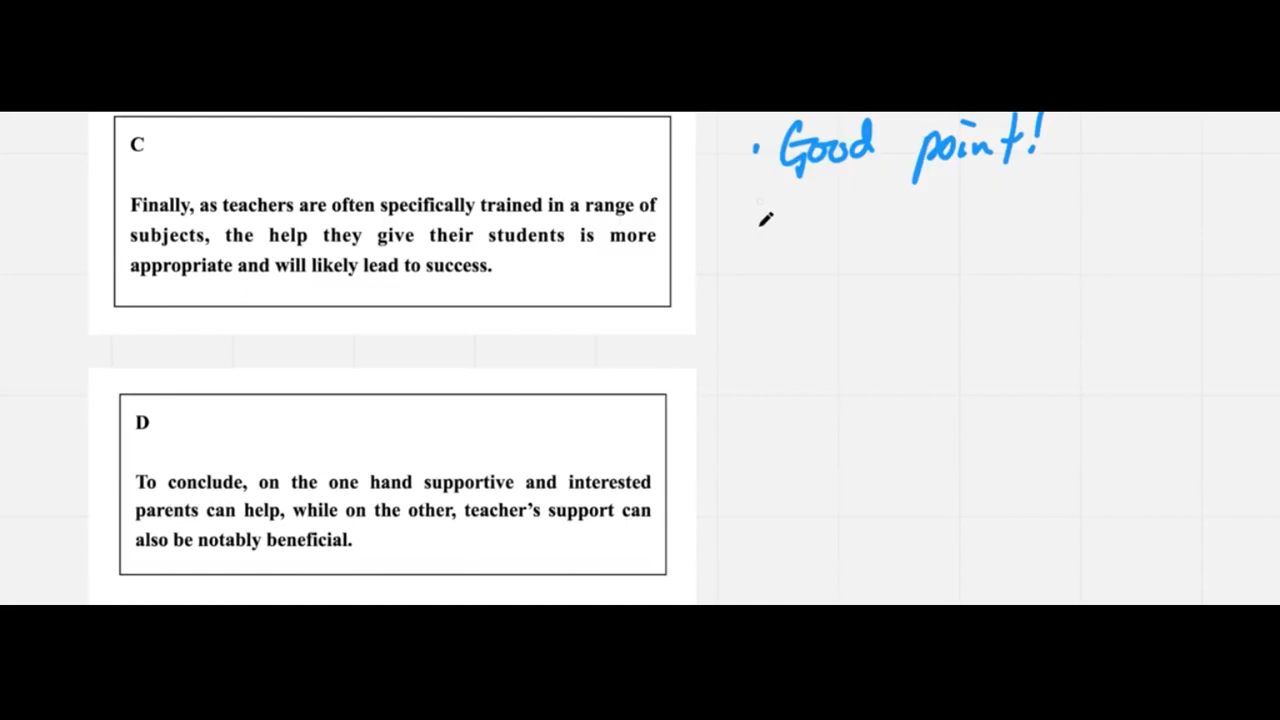 C
· Good point!
Finally, as teachers are often specifically trained in a range of
subjects, the help they give their students is more
appropriate and will likely lead to success.
D
To conclude, on the one hand supportive and interested
parents can help, while on the other, teacher’s support can
also be notably beneficial.